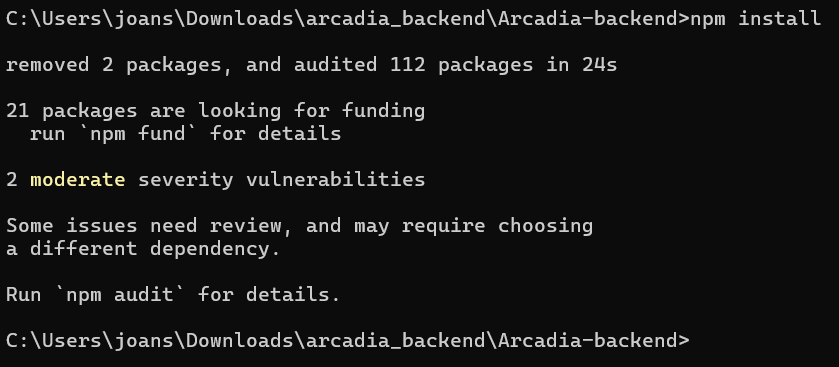 C:\Users\joans\Downloads\arcadia_backend\Arcadia-backend>npm install
removed 2 packages, and audited 112 packages in 24s
21 packages are looking for funding
  run `npm fund` for details
2 moderate severity vulnerabilities
Some issues need review, and may require choosing
a different dependency.
Run `npm audit` for details.
C:\Users\joans\Downloads\arcadia_backend\Arcadia-backend>